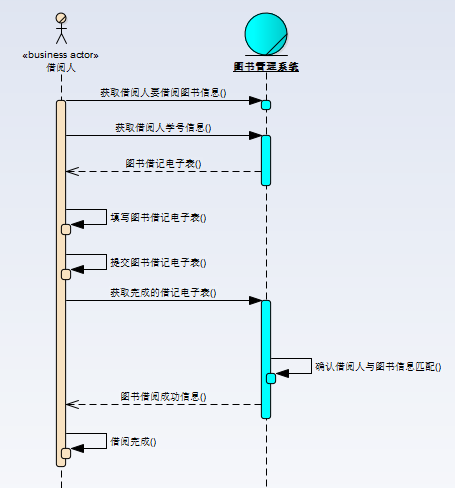 «business actor»
借阅人
图书管理系统
获取借阅人要借阅图书信息()
获取借阅人学号信息()
图书借记电子表()
填写图书借记电子表()
提交图书借记电子表()
获取完成的借记电子表()
确认借阅人与图书信息匹配()
图书借阅成功信息()
借阅完成()